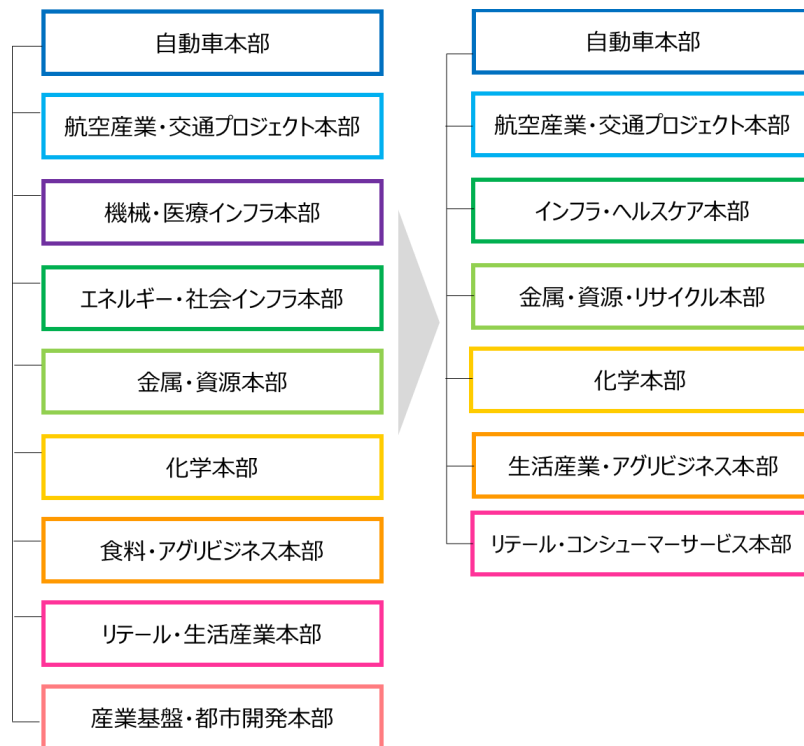 自動車本部
航空産業・交通プロジェクト本部
機械・医療インフラ本部
エネルギー・社会インフラ本部
金属・資源本部
化学本部
食料・アグリビジネス本部
リテール・生活産業本部
産業基盤・都市開発本部
自動車本部
航空産業・交通プロジェクト本部
インフラ・ヘルスケア本部
金属・資源・リサイクル本部
化学本部
生活産業・アグリビジネス本部
リテール・コンシューマーサービス本部